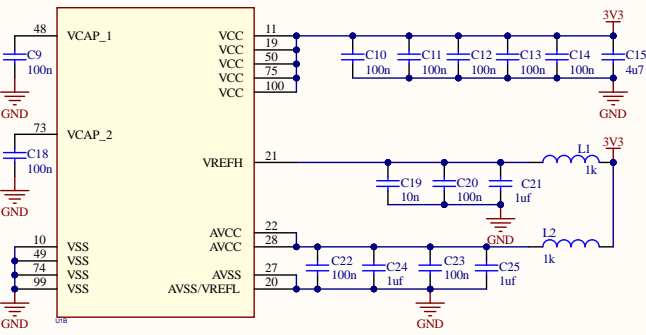 48 VCAP_1
VCC 11
VCC 19
VCC 50
VCC 75
VCC 100
3V3
C9
100n
GND
C10
100n
C11
100n
C12
100n
C13
100n
C14
100n
C15
4u7
GND
73 VCAP_2
C18
100n
GND
VREFH 21
3V3
L1
1k
C19
10n
C20
100n
C21
1uf
GND
AVCC 22
AVCC 28
L2
1k
10 VSS
49 VSS
74 VSS
99 VSS
GND
AVSS 27
AVSS/VREFL 20
C22
100n
C24
1uf
C23
100n
C25
1uf
GND
U1B